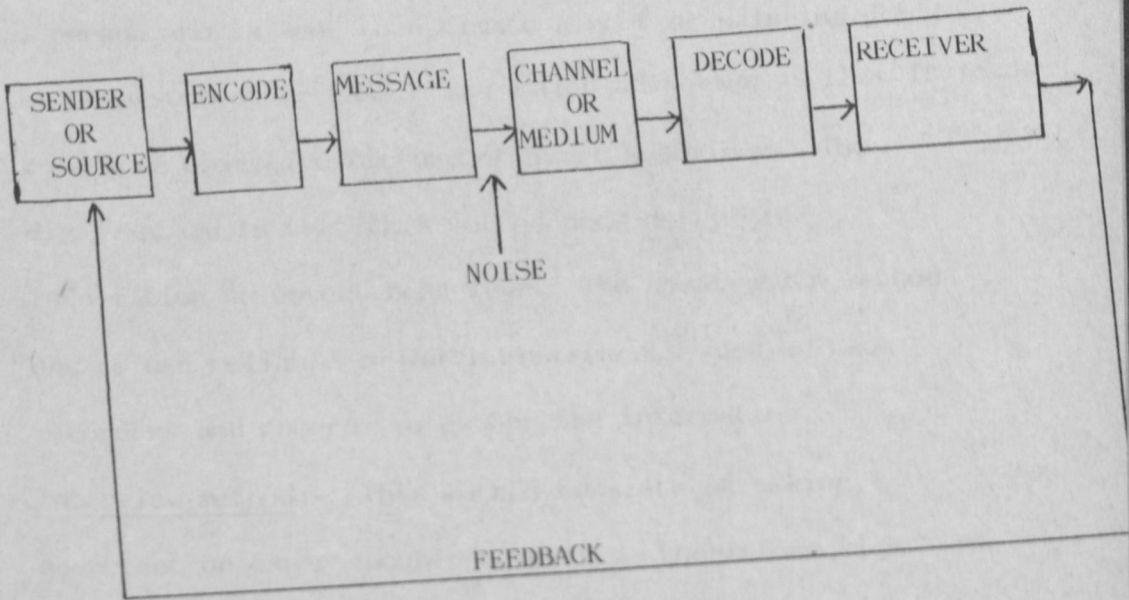 SENDER
OR
SOURCE
ENCODE
MESSAGE
CHANNEL
OR
MEDIUM
DECODE
RECEIVER
NOISE
FEEDBACK